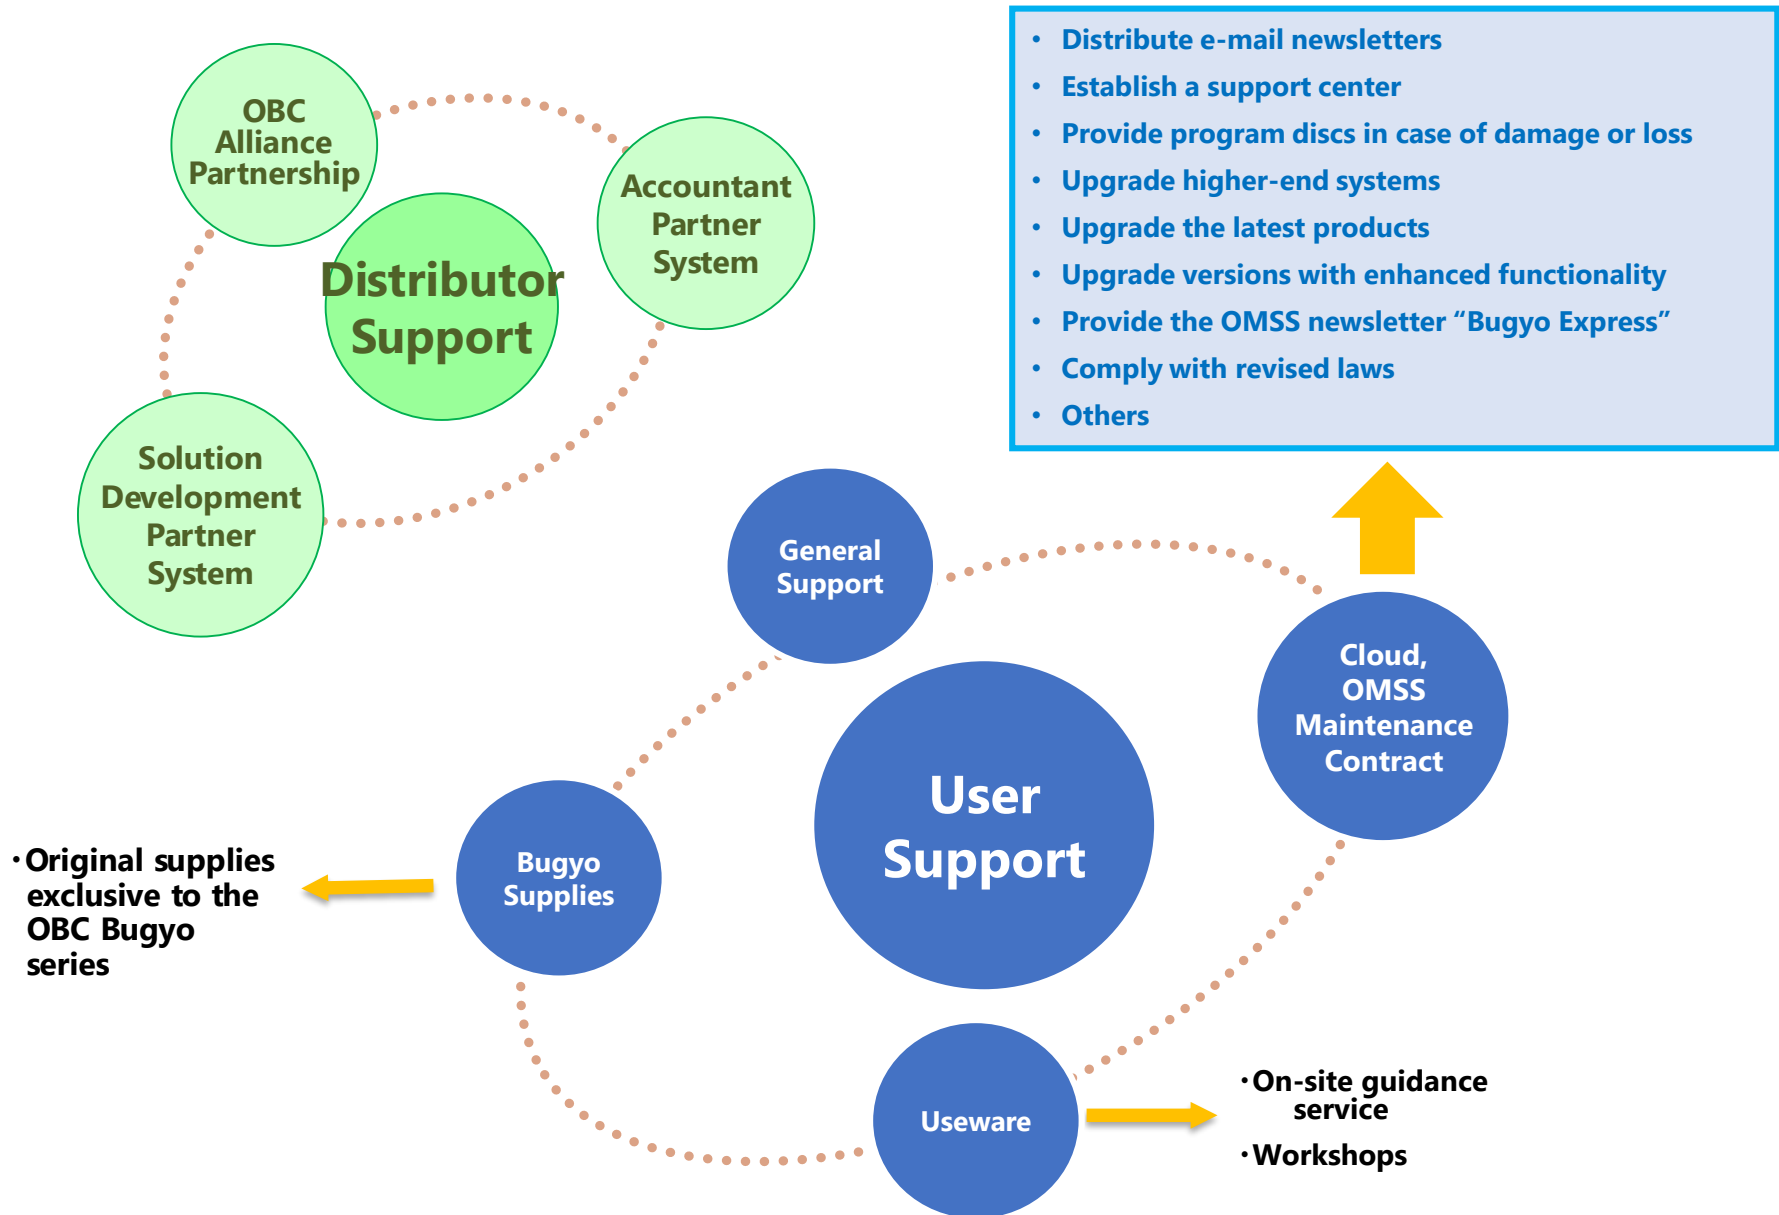 OBC
Alliance
Partnership
Accountant
Partner
System
Distributor
Support
Solution
Development
Partner
System
• Distribute e-mail newsletters
• Establish a support center
• Provide program discs in case of damage or loss
• Upgrade higher-end systems
• Upgrade the latest products
• Upgrade versions with enhanced functionality
• Provide the OMSS newsletter “Bugyo Express”
• Comply with revised laws
• Others
General
Support
Cloud,
OMSS
Maintenance
Contract
User
Support
Bugyo
Supplies
・Original supplies
exclusive to the
OBC Bugyo
series
Useware
・On-site guidance
service
・Workshops